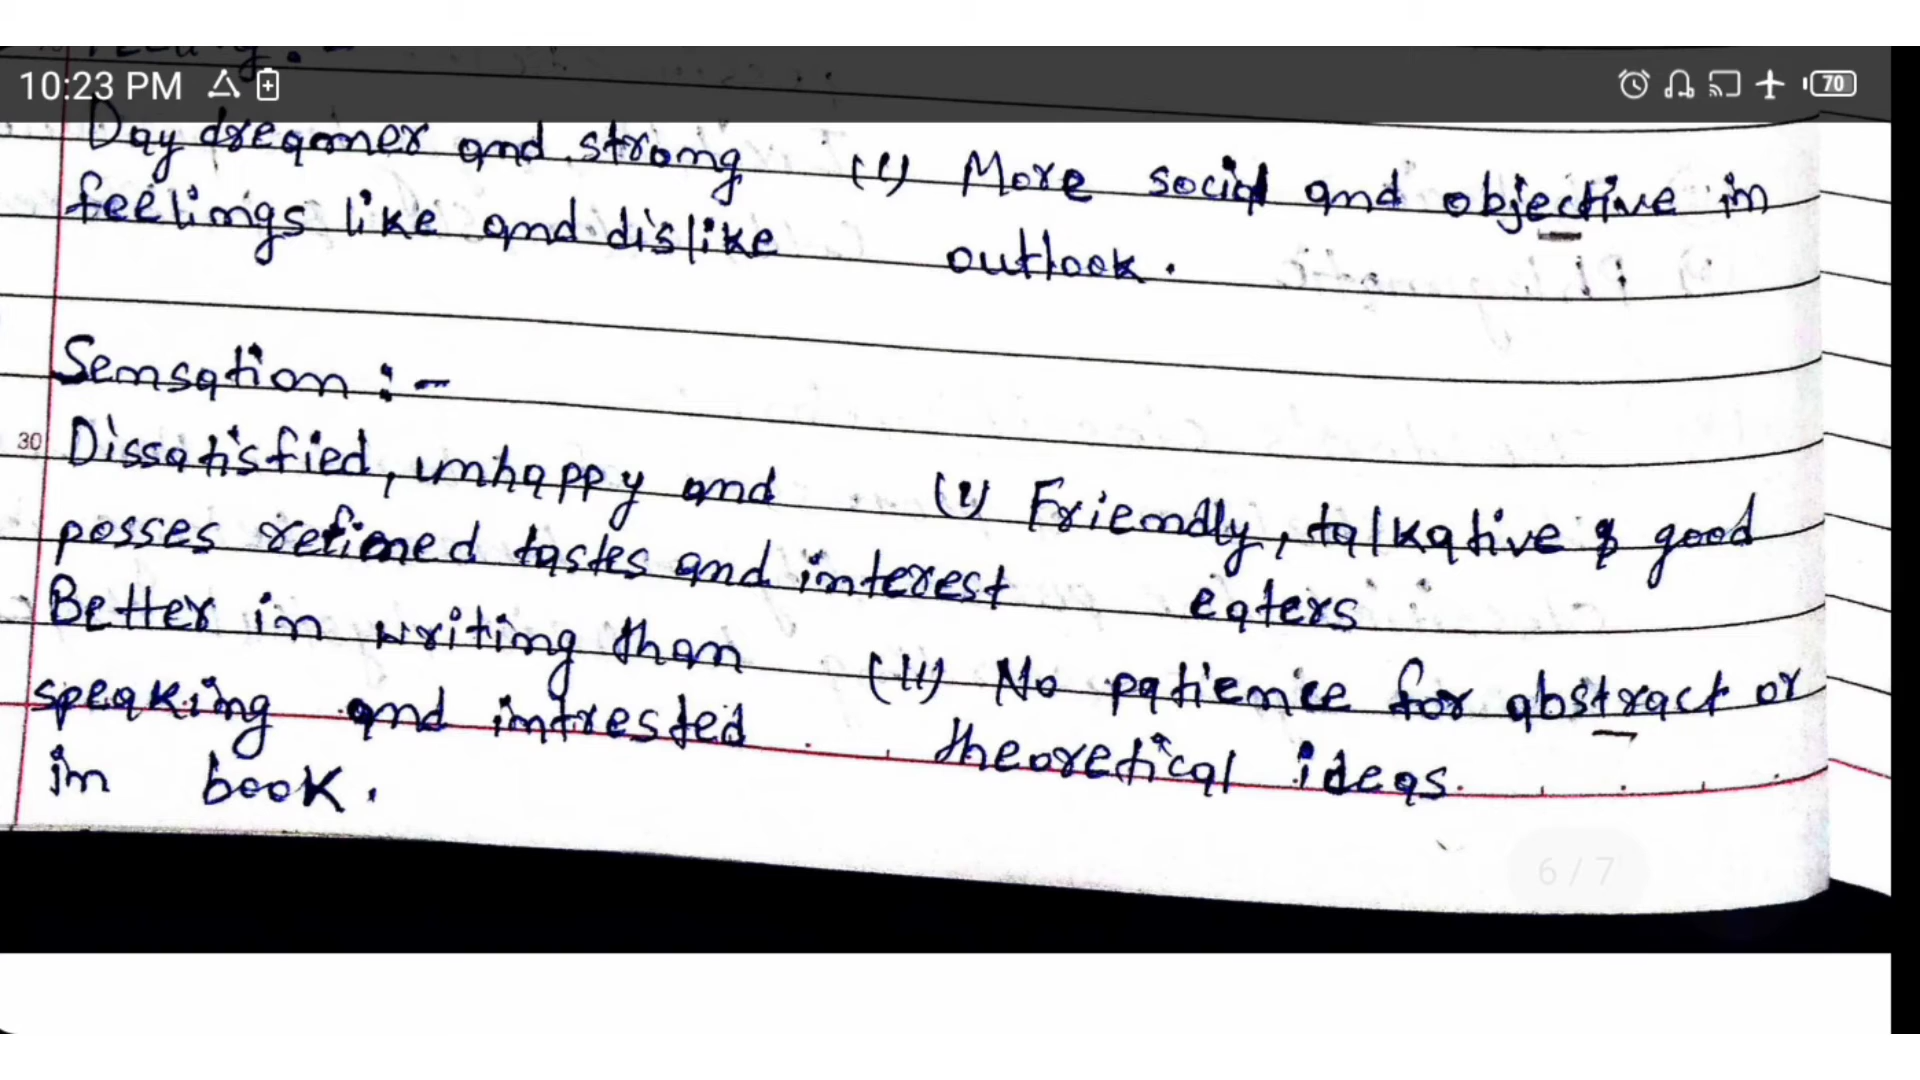 10:23 PM
70
Day dreamer and strong (i) More social and objective in
feelings like and dislike outlook.
Sensation :-
30
Dissatisfied, unhappy and (i) Friendly, talkative & good
posses refined tastes and interest eaters
Better in writing than (ii) No patience for abstract or
speaking and intrested theoretical ideas.
in book.
6 / 7